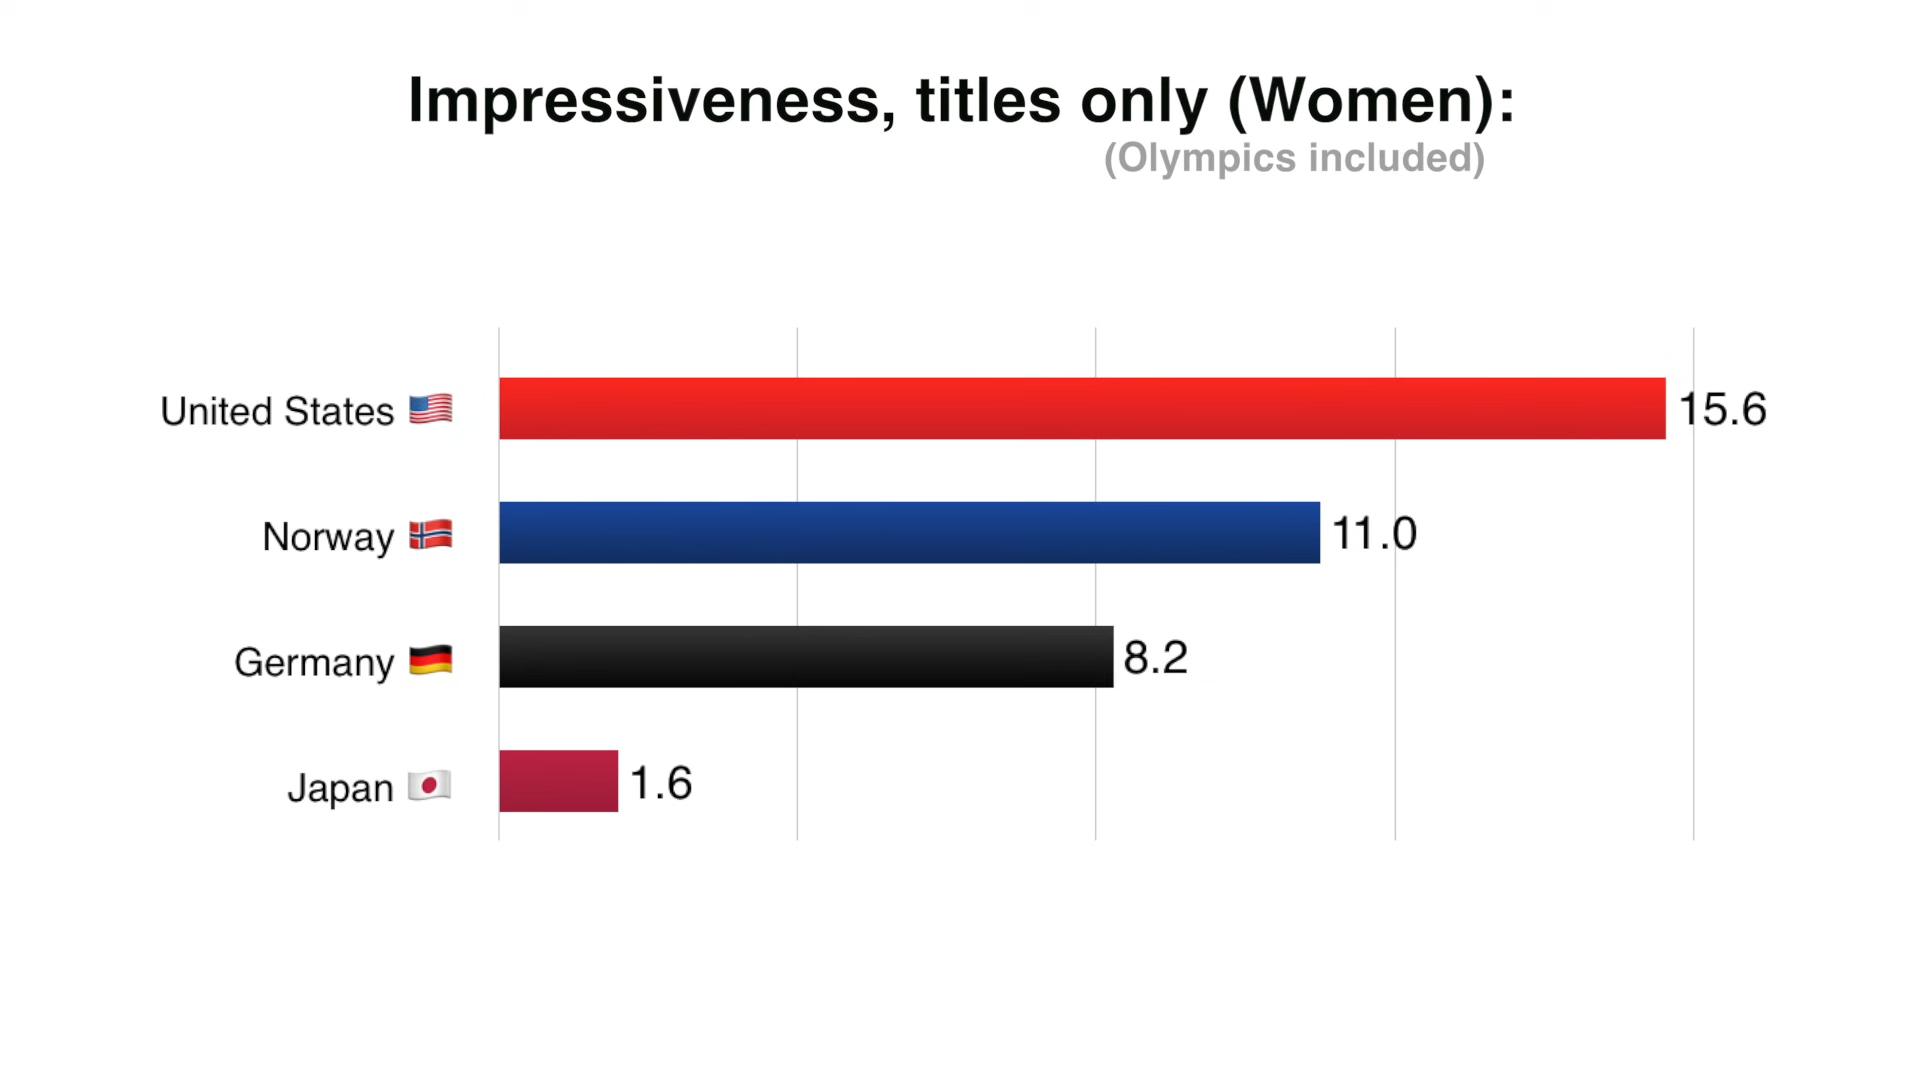 Impressiveness, titles only (Women):
(Olympics included)
United States 15.6
Norway 11.0
Germany 8.2
Japan 1.6